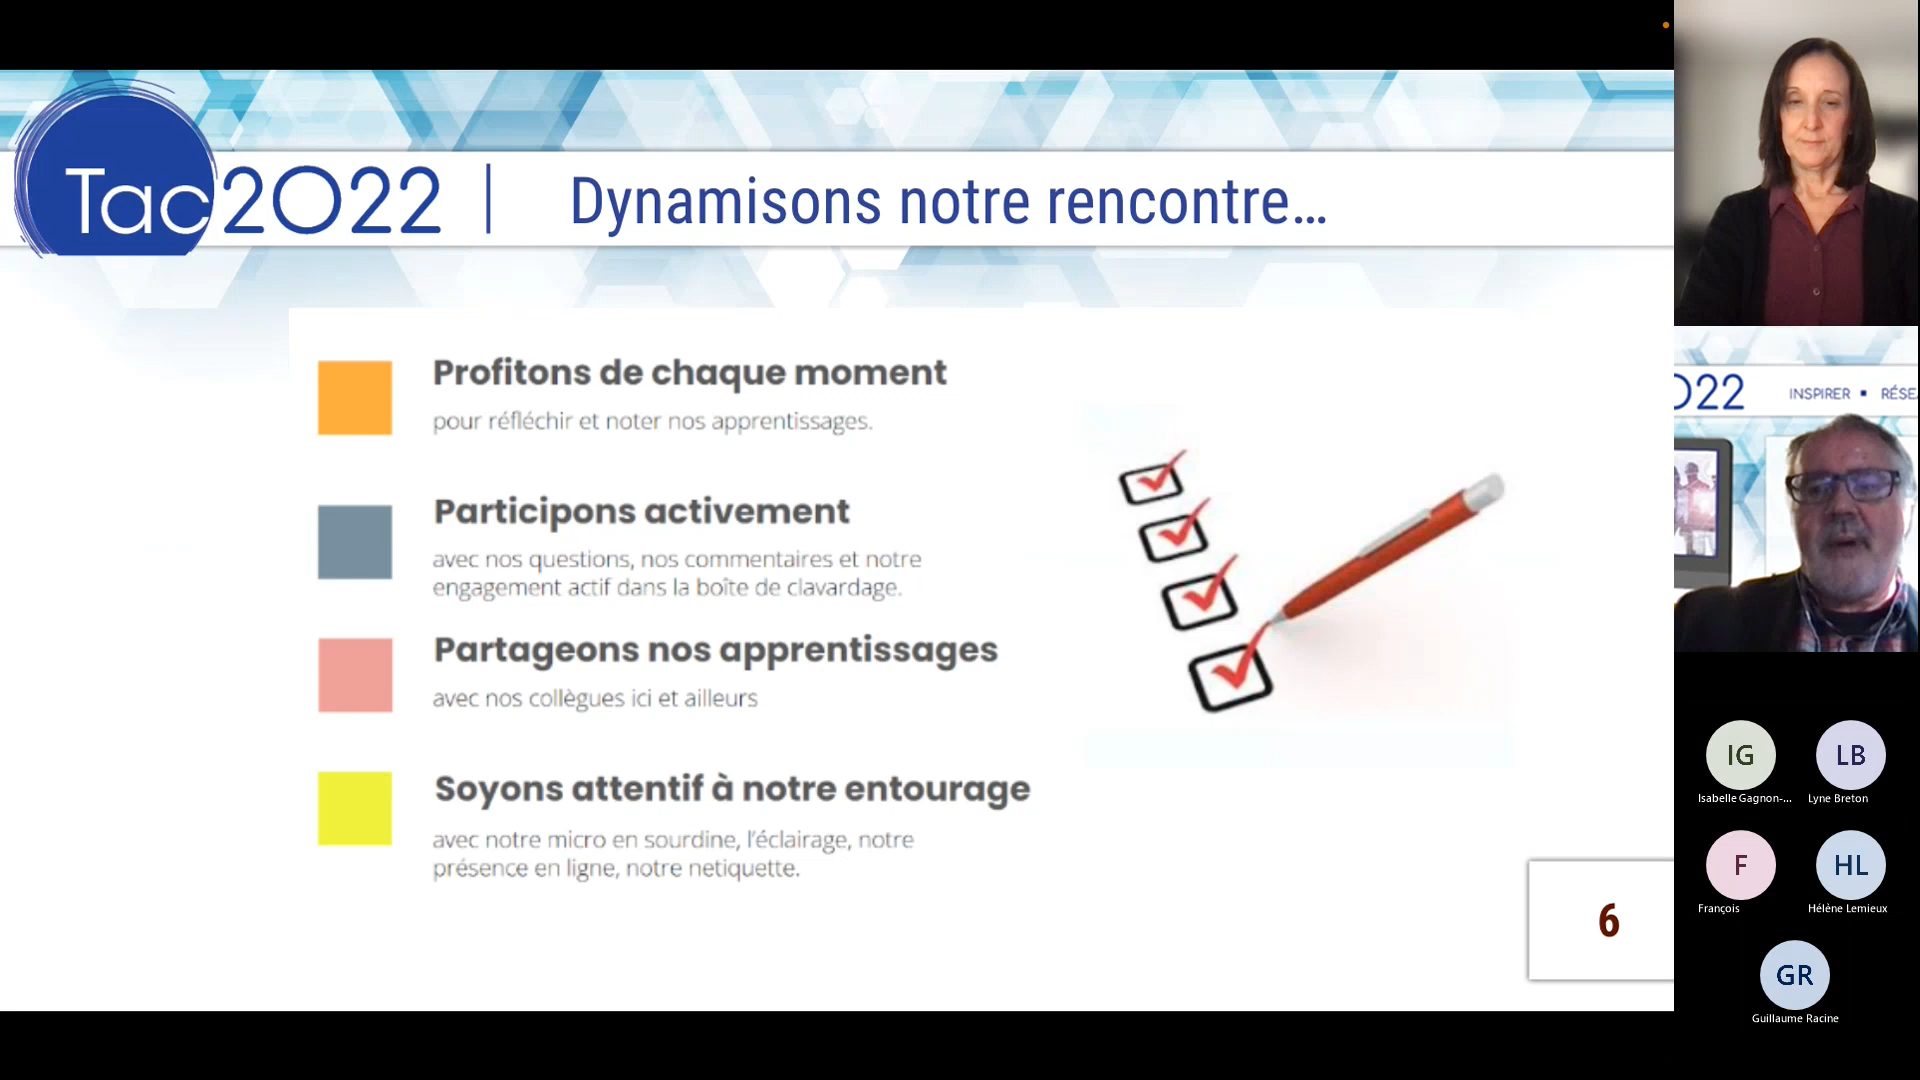 Tac2022
Dynamisons notre rencontre...
Profitons de chaque moment
pour réfléchir et noter nos apprentissages.
Participons activement
avec nos questions, nos commentaires et notre
engagement actif dans la boîte de clavardage.
Partageons nos apprentissages
avec nos collègues ici et ailleurs
Soyons attentif à notre entourage
avec notre micro en sourdine, l'éclairage, notre
présence en ligne, notre netiquette.
6
022
INSPIRER ▪ RÉSEA
IG
Isabelle Gagnon-...
LB
Lyne Breton
F
François
HL
Hélène Lemieux
GR
Guillaume Racine